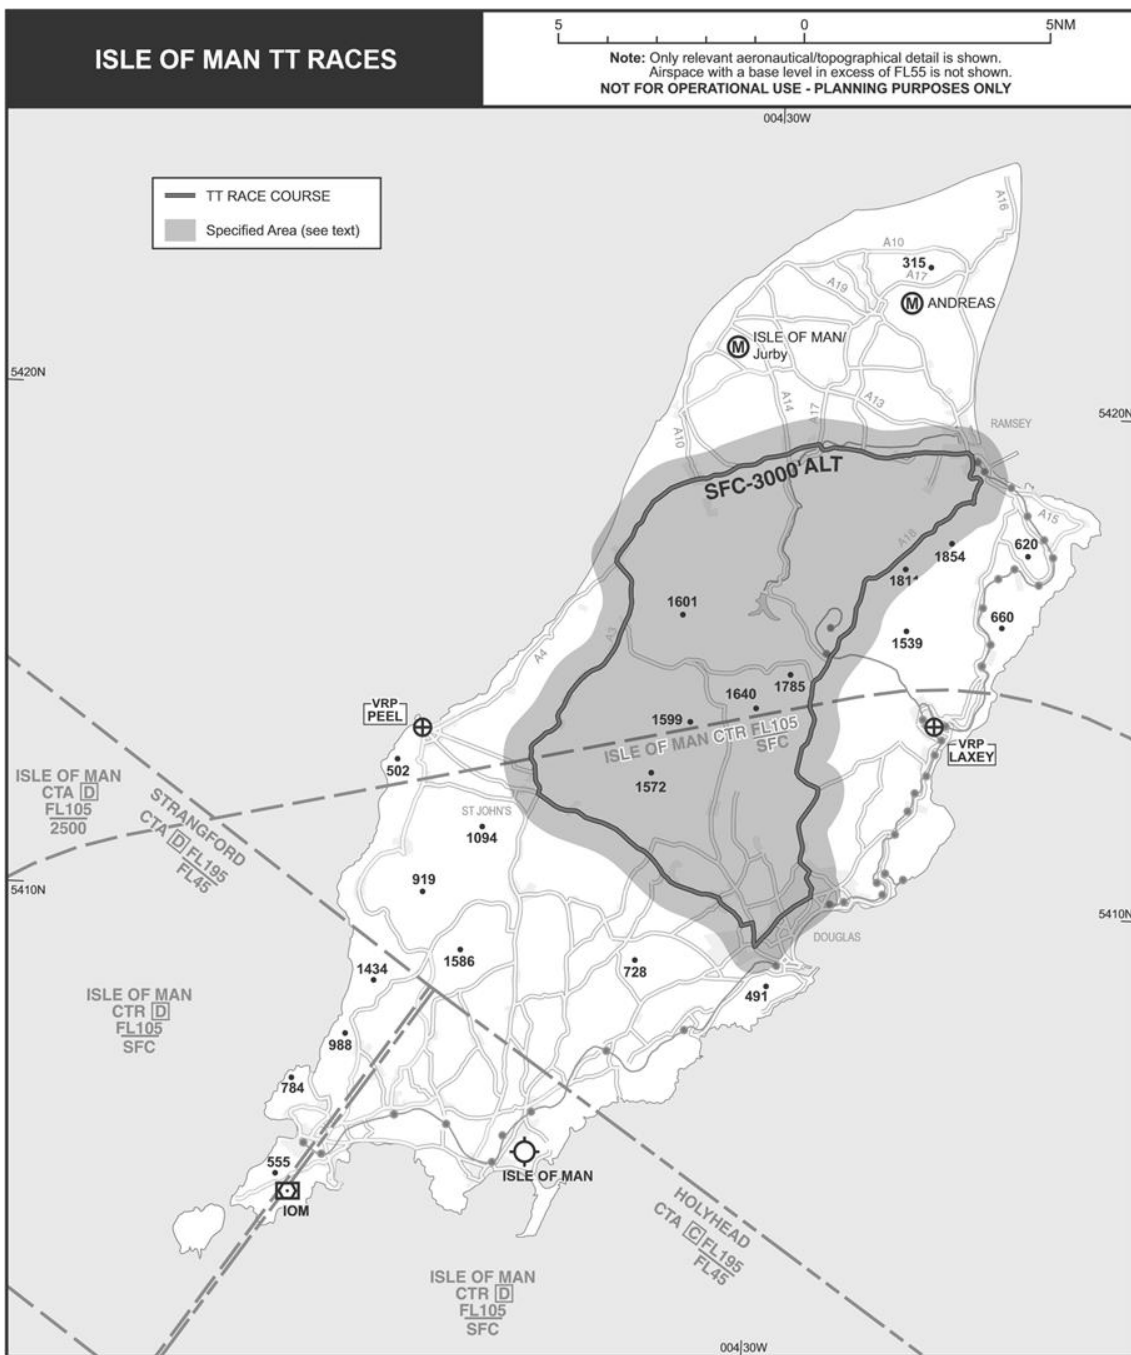 ISLE OF MAN TT RACES
5 0 5NM
Note: Only relevant aeronautical/topographical detail is shown.
Airspace with a base level in excess of FL55 is not shown.
NOT FOR OPERATIONAL USE - PLANNING PURPOSES ONLY
004 30W
TT RACE COURSE
Specified Area (see text)
A16
A10
315
A17
A19
M ANDREAS
M ISLE OF MAN/
Jurby
5420N
A14
A17
A13
5420N
A10
RAMSEY
SFC-3000'ALT
A15
A18
1854
620
1811
1601
660
A3
1539
A4
1785
1640
VRP
PEEL
1599
ISLE OF MAN CTR FL105
SFC
VRP
LAXEY
502
1572
ISLE OF MAN
CTA D
FL105
2500
STRANGFORD
CTA D FL195
FL45
ST JOHN'S
1094
919
5410N
5410N
DOUGLAS
1586
728
1434
491
ISLE OF MAN
CTR D
FL105
SFC
988
784
555
ISLE OF MAN
IOM
HOLYHEAD
CTA C FL195
FL45
ISLE OF MAN
CTR D
FL105
SFC
004 30W